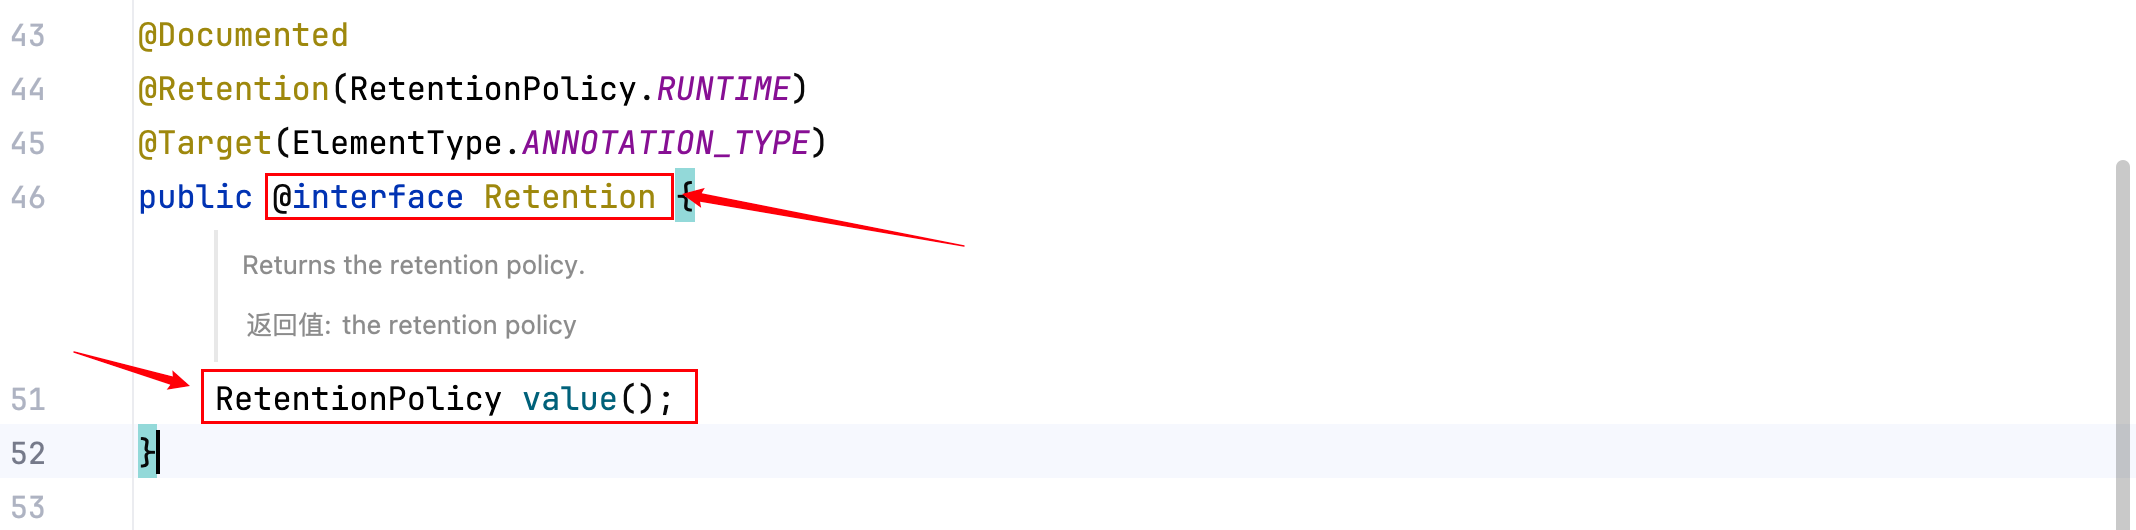 43 @Documented
44 @Retention(RetentionPolicy.RUNTIME)
45 @Target(ElementType.ANNOTATION_TYPE)
46 public @interface Retention {
Returns the retention policy.
返回值: the retention policy
51 RetentionPolicy value();
52 }
53